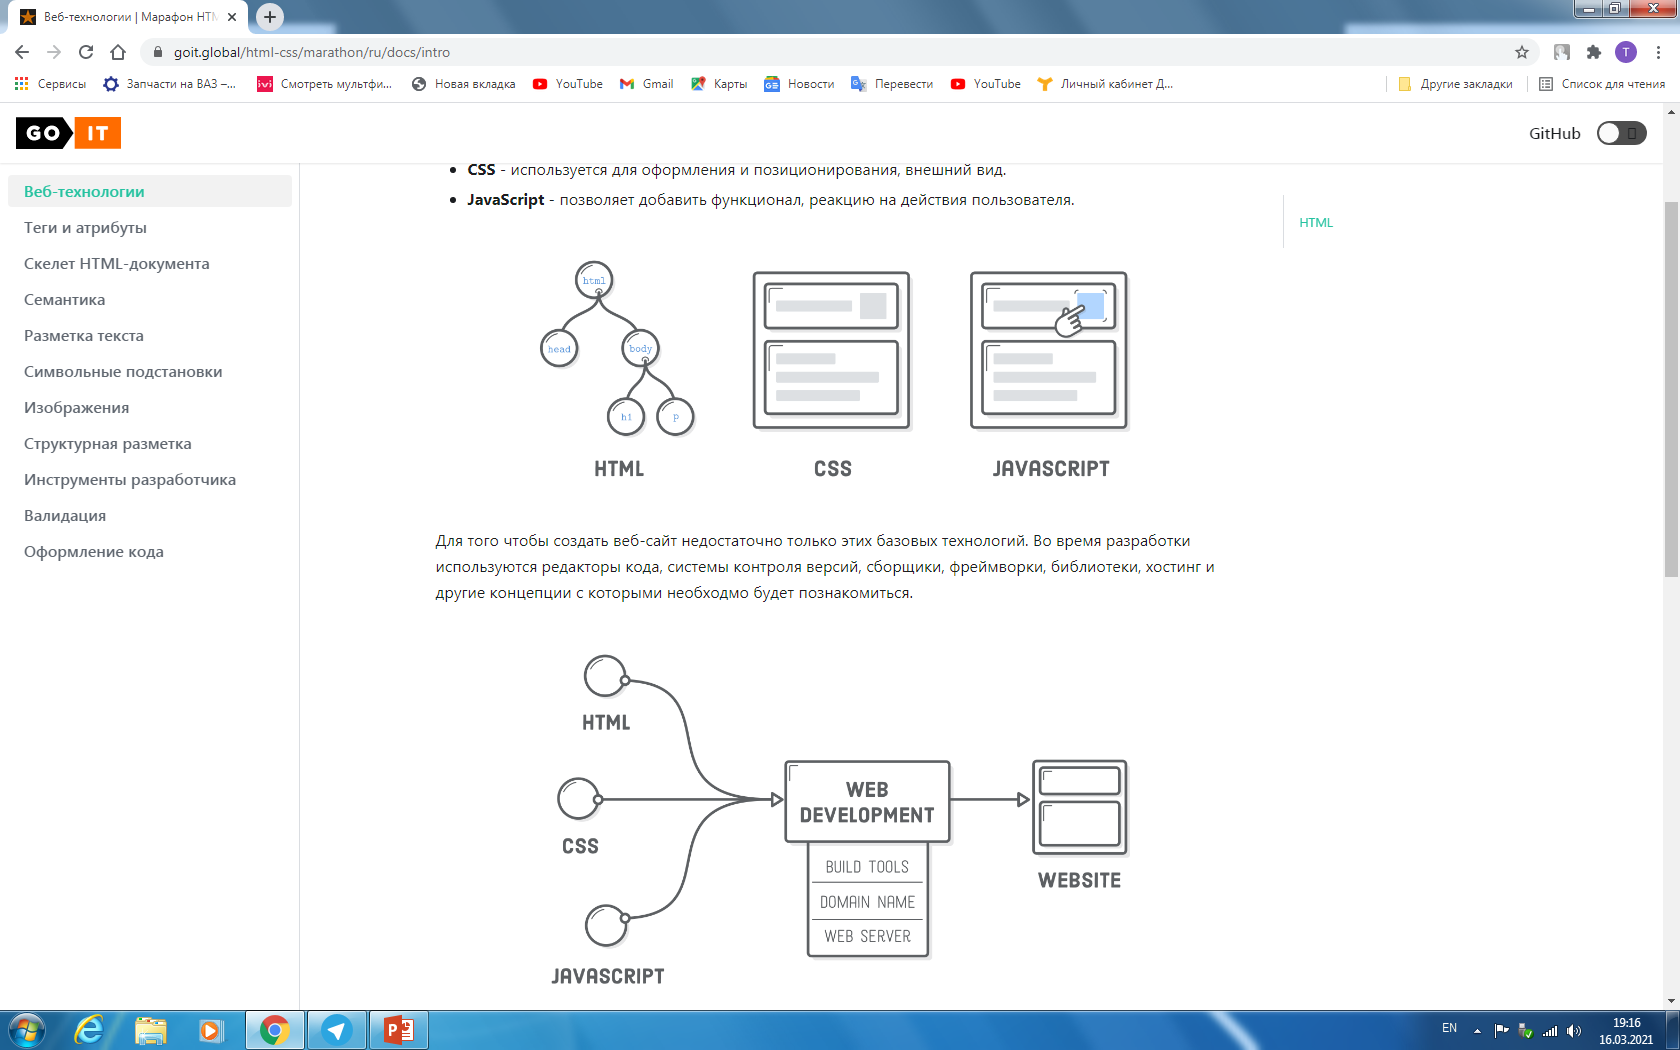 Веб-технологии | Марафон HTM
goit.global/html-css/marathon/ru/docs/intro
T
Сервисы
Запчасти на ВАЗ –...
ivi
Смотреть мультфи...
Новая вкладка
YouTube
Gmail
Карты
Новости
Перевести
YouTube
Личный кабинет Д...
Другие закладки
Список для чтения
GO IT
GitHub
Веб-технологии
Теги и атрибуты
Скелет HTML-документа
Семантика
Разметка текста
Символьные подстановки
Изображения
Структурная разметка
Инструменты разработчика
Валидация
Оформление кода
CSS - используется для оформления и позиционирования, внешний вид.
JavaScript - позволяет добавить функционал, реакцию на действия пользователя.
HTML
html
head
body
h1
p
HTML
CSS
JAVASCRIPT
Для того чтобы создать веб-сайт недостаточно только этих базовых технологий. Во время разработки
используются редакторы кода, системы контроля версий, сборщики, фреймворки, библиотеки, хостинг и
другие концепции с которыми необходмо будет познакомиться.
HTML
CSS
JAVASCRIPT
WEB
DEVELOPMENT
BUILD TOOLS
DOMAIN NAME
WEB SERVER
WEBSITE
EN
19:16
16.03.2021